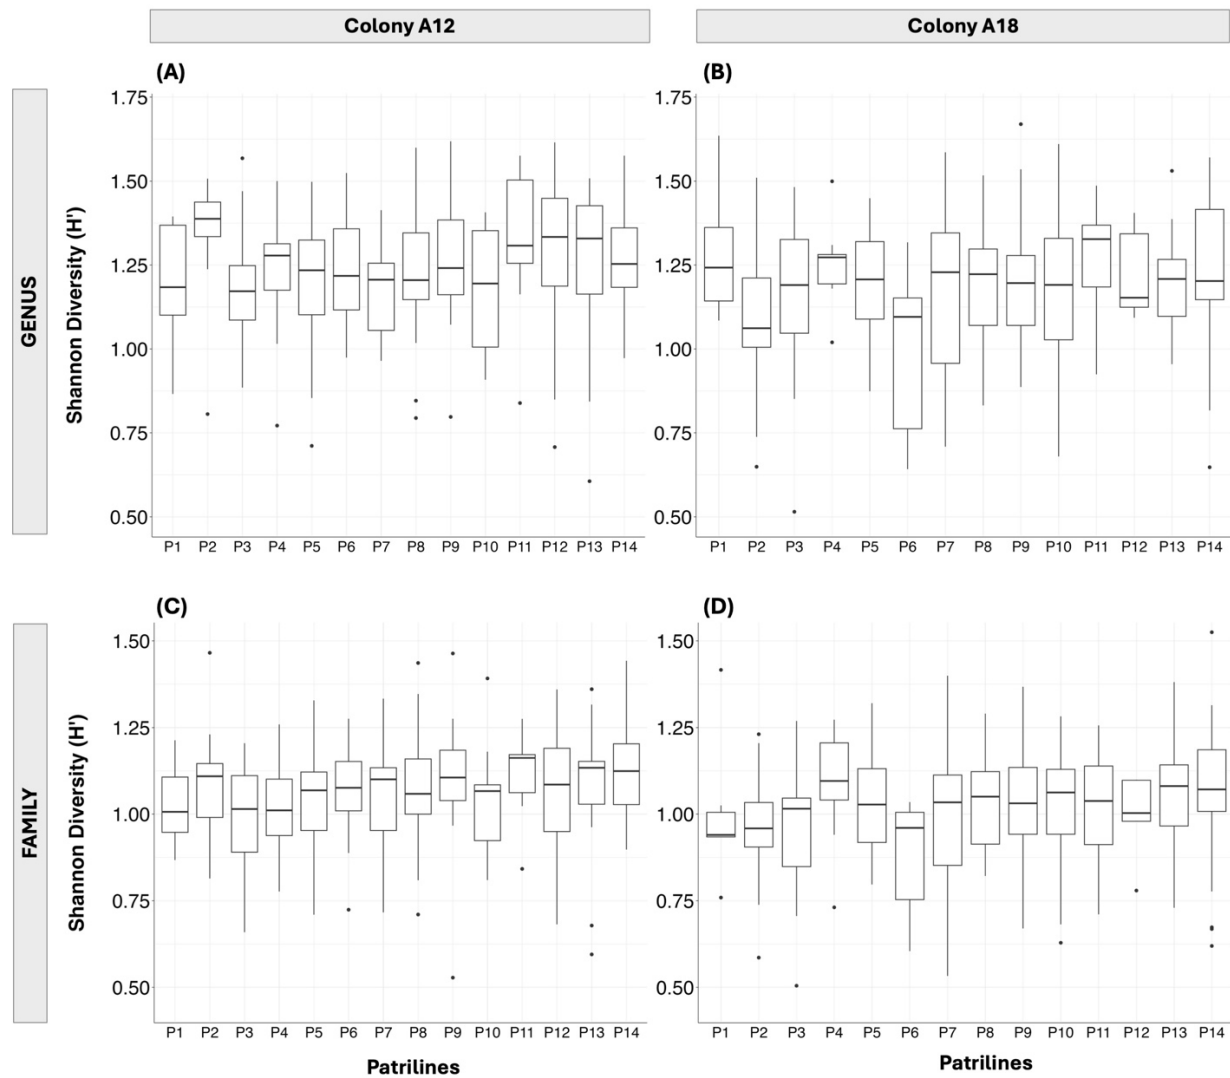 Colony A12
Colony A18
(A)
(B)
GENUS
Shannon Diversity (H')
1.75
1.50
1.25
1.00
0.75
0.50
P1 P2 P3 P4 P5 P6 P7 P8 P9 P10 P11 P12 P13 P14
1.75
1.50
1.25
1.00
0.75
0.50
P1 P2 P3 P4 P5 P6 P7 P8 P9 P10 P11 P12 P13 P14
(C)
(D)
FAMILY
Shannon Diversity (H')
1.50
1.25
1.00
0.75
0.50
P1 P2 P3 P4 P5 P6 P7 P8 P9 P10 P11 P12 P13 P14
Patrilines
1.50
1.25
1.00
0.75
0.50
P1 P2 P3 P4 P5 P6 P7 P8 P9 P10 P11 P12 P13 P14
Patrilines